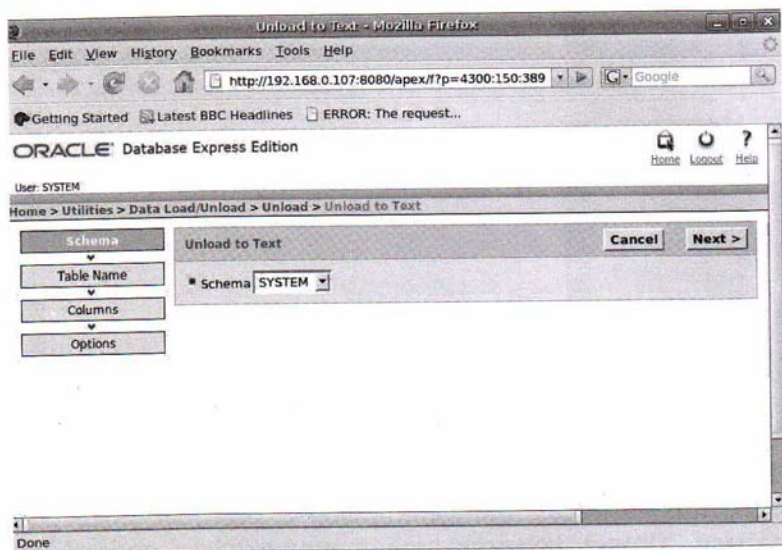 Unload to Text - Mozilla Firefox
File Edit View History Bookmarks Tools Help
http://192.168.0.107:8080/apex/f?p=4300:150:389 G Google
Getting Started Latest BBC Headlines ERROR: The request...
ORACLE Database Express Edition
Home Logout ? Help
User: SYSTEM
Home > Utilities > Data Load/Unload > Unload > Unload to Text
Schema
Table Name
Columns
Options
Unload to Text
Cancel Next >
Schema SYSTEM
Done